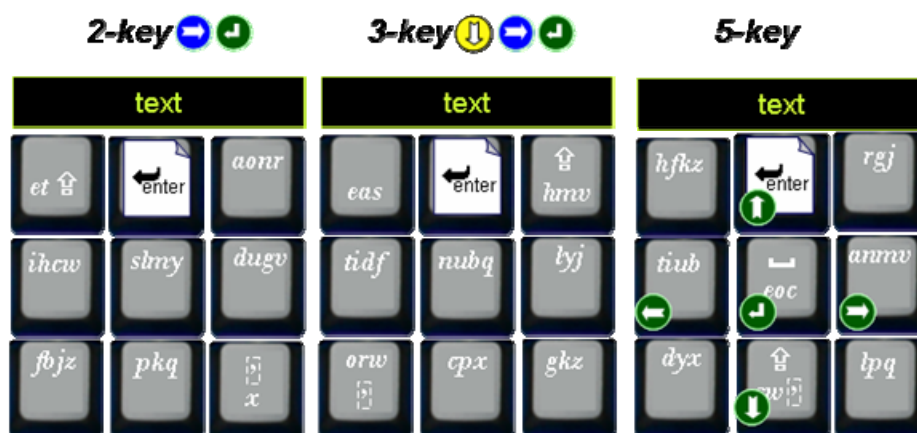 2-key 3-key 5-key
text text text
et enter aonr eas enter hmv hfkz enter rgj
ihcw slmy dugv tidf nubq lyj tiub eoc anmv
fbjz pkq x orw cpx gkz dyx lpq